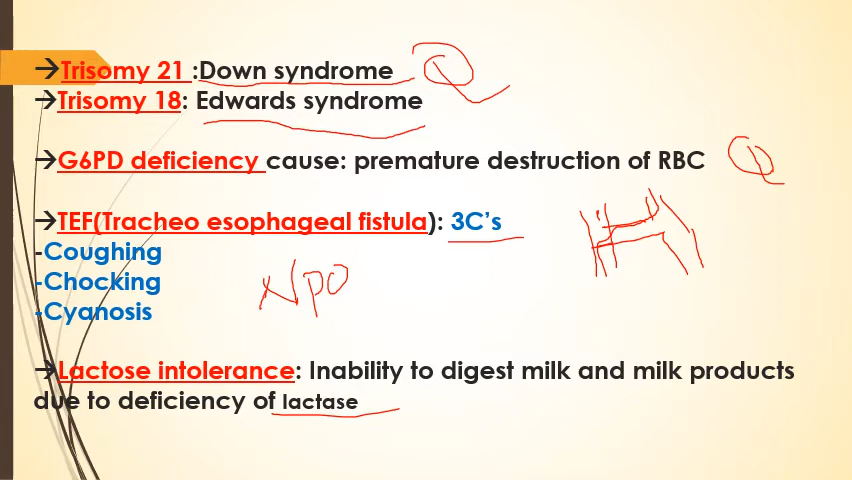 →Trisomy 21 :Down syndrome Q
→Trisomy 18: Edwards syndrome
→G6PD deficiency cause: premature destruction of RBC Q
→TEF(Tracheo esophageal fistula): 3C’s
-Coughing
-Chocking
-Cyanosis
NPO
→Lactose intolerance: Inability to digest milk and milk products
due to deficiency of lactase